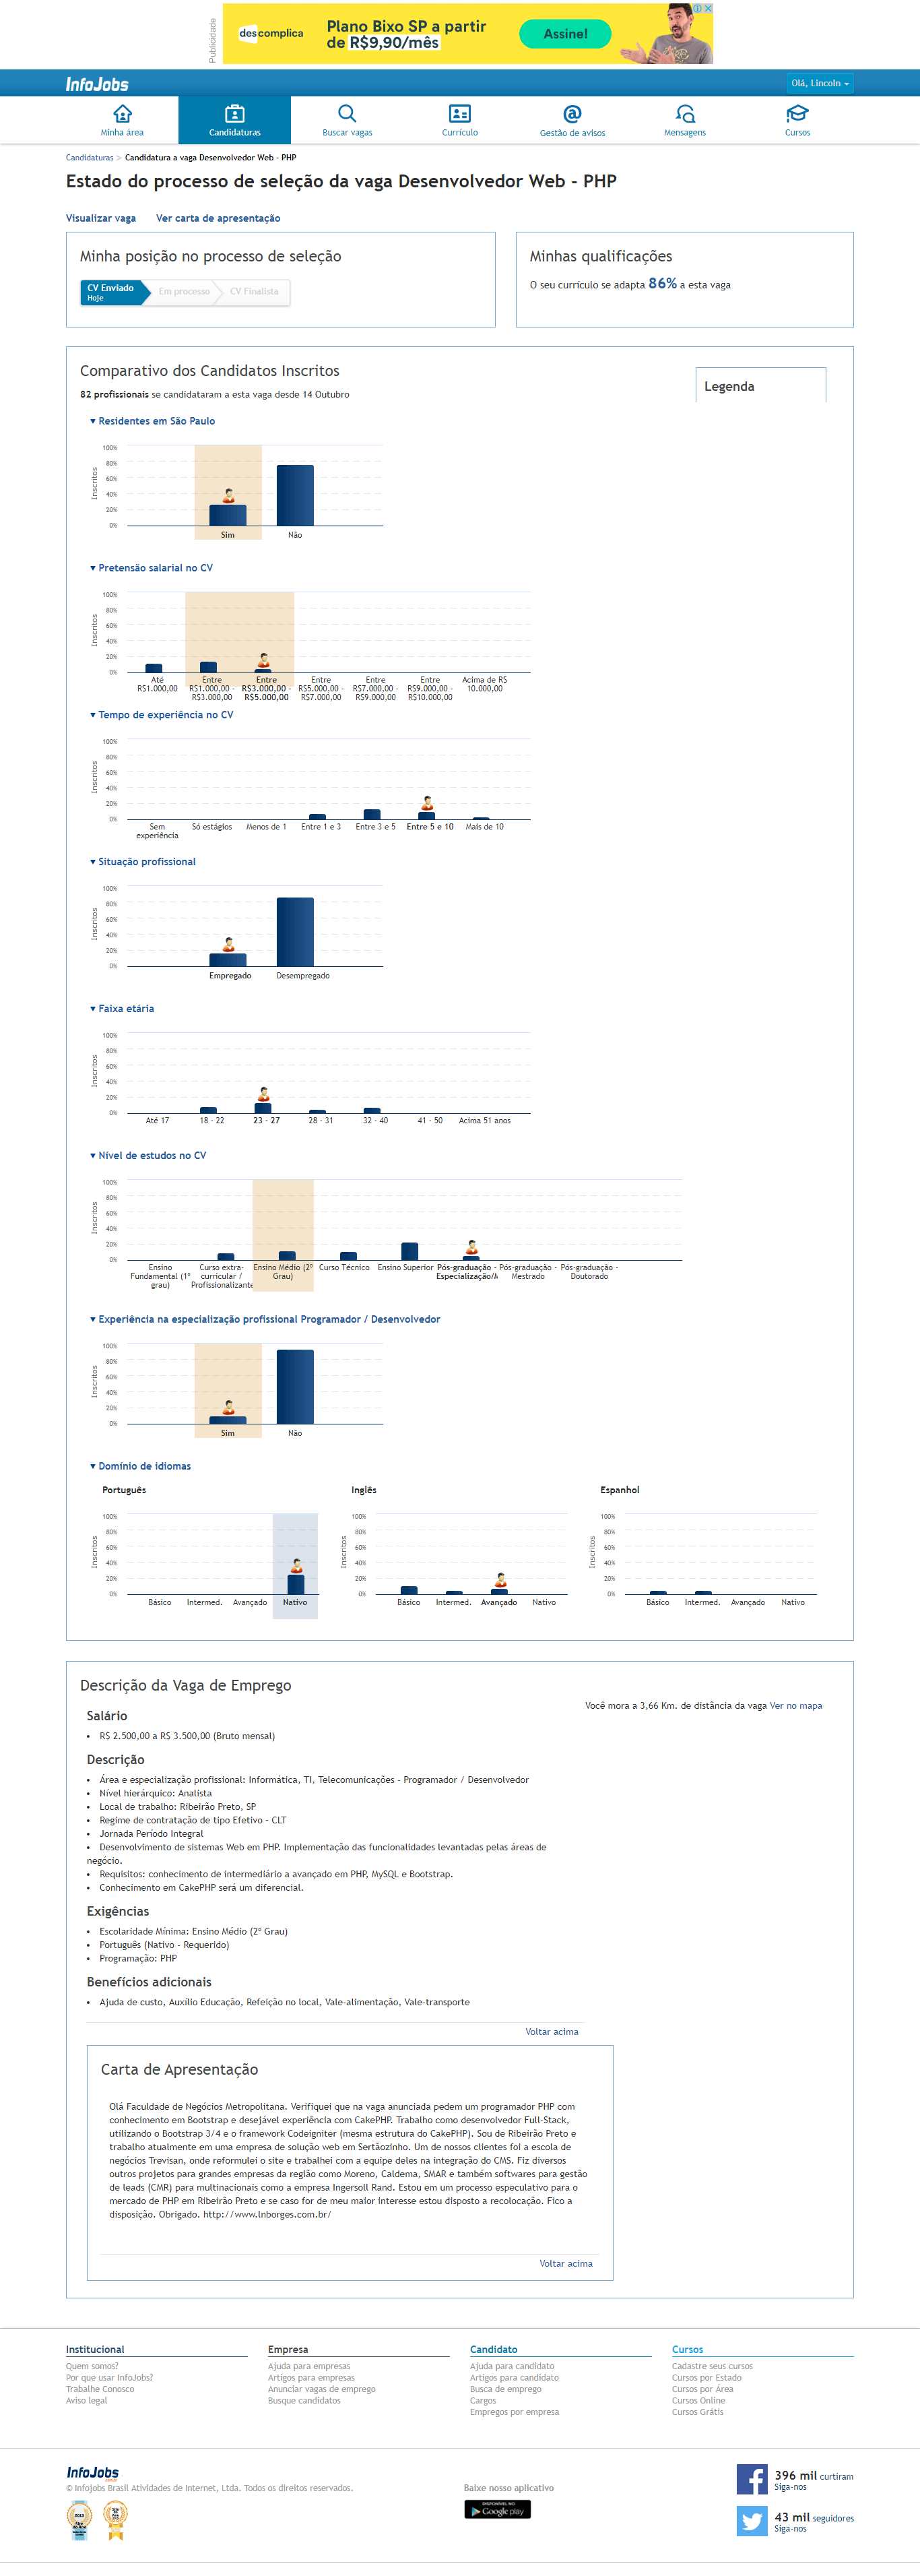 Publicidade
descomplica
Plano Bixo SP a partir
de R$9,90/mês
Assine!
InfoJobs
Olá, Lincoln
Minha área
Candidaturas
Buscar vagas
Currículo
Gestão de avisos
Mensagens
Cursos
Candidaturas > Candidatura a vaga Desenvolvedor Web - PHP
Estado do processo de seleção da vaga Desenvolvedor Web - PHP
Visualizar vaga
Ver carta de apresentação
Minha posição no processo de seleção
CV Enviado
Hoje
Em processo
CV Finalista
Minhas qualificações
O seu currículo se adapta 86% a esta vaga
Comparativo dos Candidatos Inscritos
82 profissionais se candidataram a esta vaga desde 14 Outubro
Legenda
Residentes em São Paulo
Inscritos
100%
80%
60%
40%
20%
0%
Sim
Não
Pretensão salarial no CV
Inscritos
100%
80%
60%
40%
20%
0%
Até R$1.000,00
Entre R$1.000,00 - R$3.000,00
Entre R$3.000,00 - R$5.000,00
Entre R$5.000,00 - R$7.000,00
Entre R$7.000,00 - R$9.000,00
Entre R$9.000,00 - R$10.000,00
Acima de R$ 10.000,00
Tempo de experiência no CV
Inscritos
100%
80%
60%
40%
20%
0%
Sem experiência
Só estágios
Menos de 1
Entre 1 e 3
Entre 3 e 5
Entre 5 e 10
Mais de 10
Situação profissional
Inscritos
100%
80%
60%
40%
20%
0%
Empregado
Desempregado
Faixa etária
Inscritos
100%
80%
60%
40%
20%
0%
Até 17
18 - 22
23 - 27
28 - 31
32 - 40
41 - 50
Acima 51 anos
Nível de estudos no CV
Inscritos
100%
80%
60%
40%
20%
0%
Ensino Fundamental (1º grau)
Curso extra-curricular / Profissionalizante
Ensino Médio (2º Grau)
Curso Técnico
Ensino Superior
Pós-graduação - Especialização/
Pós-graduação - Mestrado
Pós-graduação - Doutorado
Experiência na especialização profissional Programador / Desenvolvedor
Inscritos
100%
80%
60%
40%
20%
0%
Sim
Não
Domínio de idiomas
Português
Inscritos
100%
80%
60%
40%
20%
0%
Básico
Intermed.
Avançado
Nativo
Inglês
Inscritos
100%
80%
60%
40%
20%
0%
Básico
Intermed.
Avançado
Nativo
Espanhol
Inscritos
100%
80%
60%
40%
20%
0%
Básico
Intermed.
Avançado
Nativo
Descrição da Vaga de Emprego
Você mora a 3,66 Km. de distância da vaga Ver no mapa
Salário
• R$ 2.500,00 a R$ 3.500,00 (Bruto mensal)
Descrição
• Área e especialização profissional: Informática, TI, Telecomunicações - Programador / Desenvolvedor
• Nível hierárquico: Analista
• Local de trabalho: Ribeirão Preto, SP
• Regime de contratação de tipo Efetivo – CLT
• Jornada Período Integral
• Desenvolvimento de sistemas Web em PHP. Implementação das funcionalidades levantadas pelas áreas de
negócio.
• Requisitos: conhecimento de intermediário a avançado em PHP, MySQL e Bootstrap.
• Conhecimento em CakePHP será um diferencial.
Exigências
• Escolaridade Mínima: Ensino Médio (2º Grau)
• Português (Nativo - Requerido)
• Programação: PHP
Benefícios adicionais
• Ajuda de custo, Auxílio Educação, Refeição no local, Vale-alimentação, Vale-transporte
Voltar acima
Carta de Apresentação
Olá Faculdade de Negócios Metropolitana. Verifiquei que na vaga anunciada pedem um programador PHP com
conhecimento em Bootstrap e desejável experiência com CakePHP. Trabalho como desenvolvedor Full-Stack,
utilizando o Bootstrap 3/4 e o framework Codeigniter (mesma estrutura do CakePHP). Sou de Ribeirão Preto e
trabalho atualmente em uma empresa de solução web em Sertãozinho. Um de nossos clientes foi a escola de
negócios Trevisan, onde reformulei o site e trabalhei com a equipe deles na integração do CMS. Fiz diversos
outros projetos para grandes empresas da região como Moreno, Caldema, SMAR e também softwares para gestão
de leads (CMR) para multinacionais como a empresa Ingersoll Rand. Estou em um processo especulativo para o
mercado de PHP em Ribeirão Preto e se caso for de meu maior interesse estou disposto a recolocação. Fico a
disposição. Obrigado. http://www.lnborges.com.br/
Voltar acima
Institucional
Quem somos?
Por que usar InfoJobs?
Trabalhe Conosco
Aviso legal
Empresa
Ajuda para empresas
Artigos para empresas
Anunciar vagas de emprego
Busque candidatos
Candidato
Ajuda para candidato
Artigos para candidato
Busca de emprego
Cargos
Empregos por empresa
Cursos
Cadastre seus cursos
Cursos por Estado
Cursos por Área
Cursos Online
Cursos Grátis
InfoJobs
© Infojobs Brasil Atividades de Internet, Ltda. Todos os direitos reservados.
Baixe nosso aplicativo
DISPONÍVEL NO
Google play
396 mil curtiram
Siga-nos
43 mil seguidores
Siga-nos